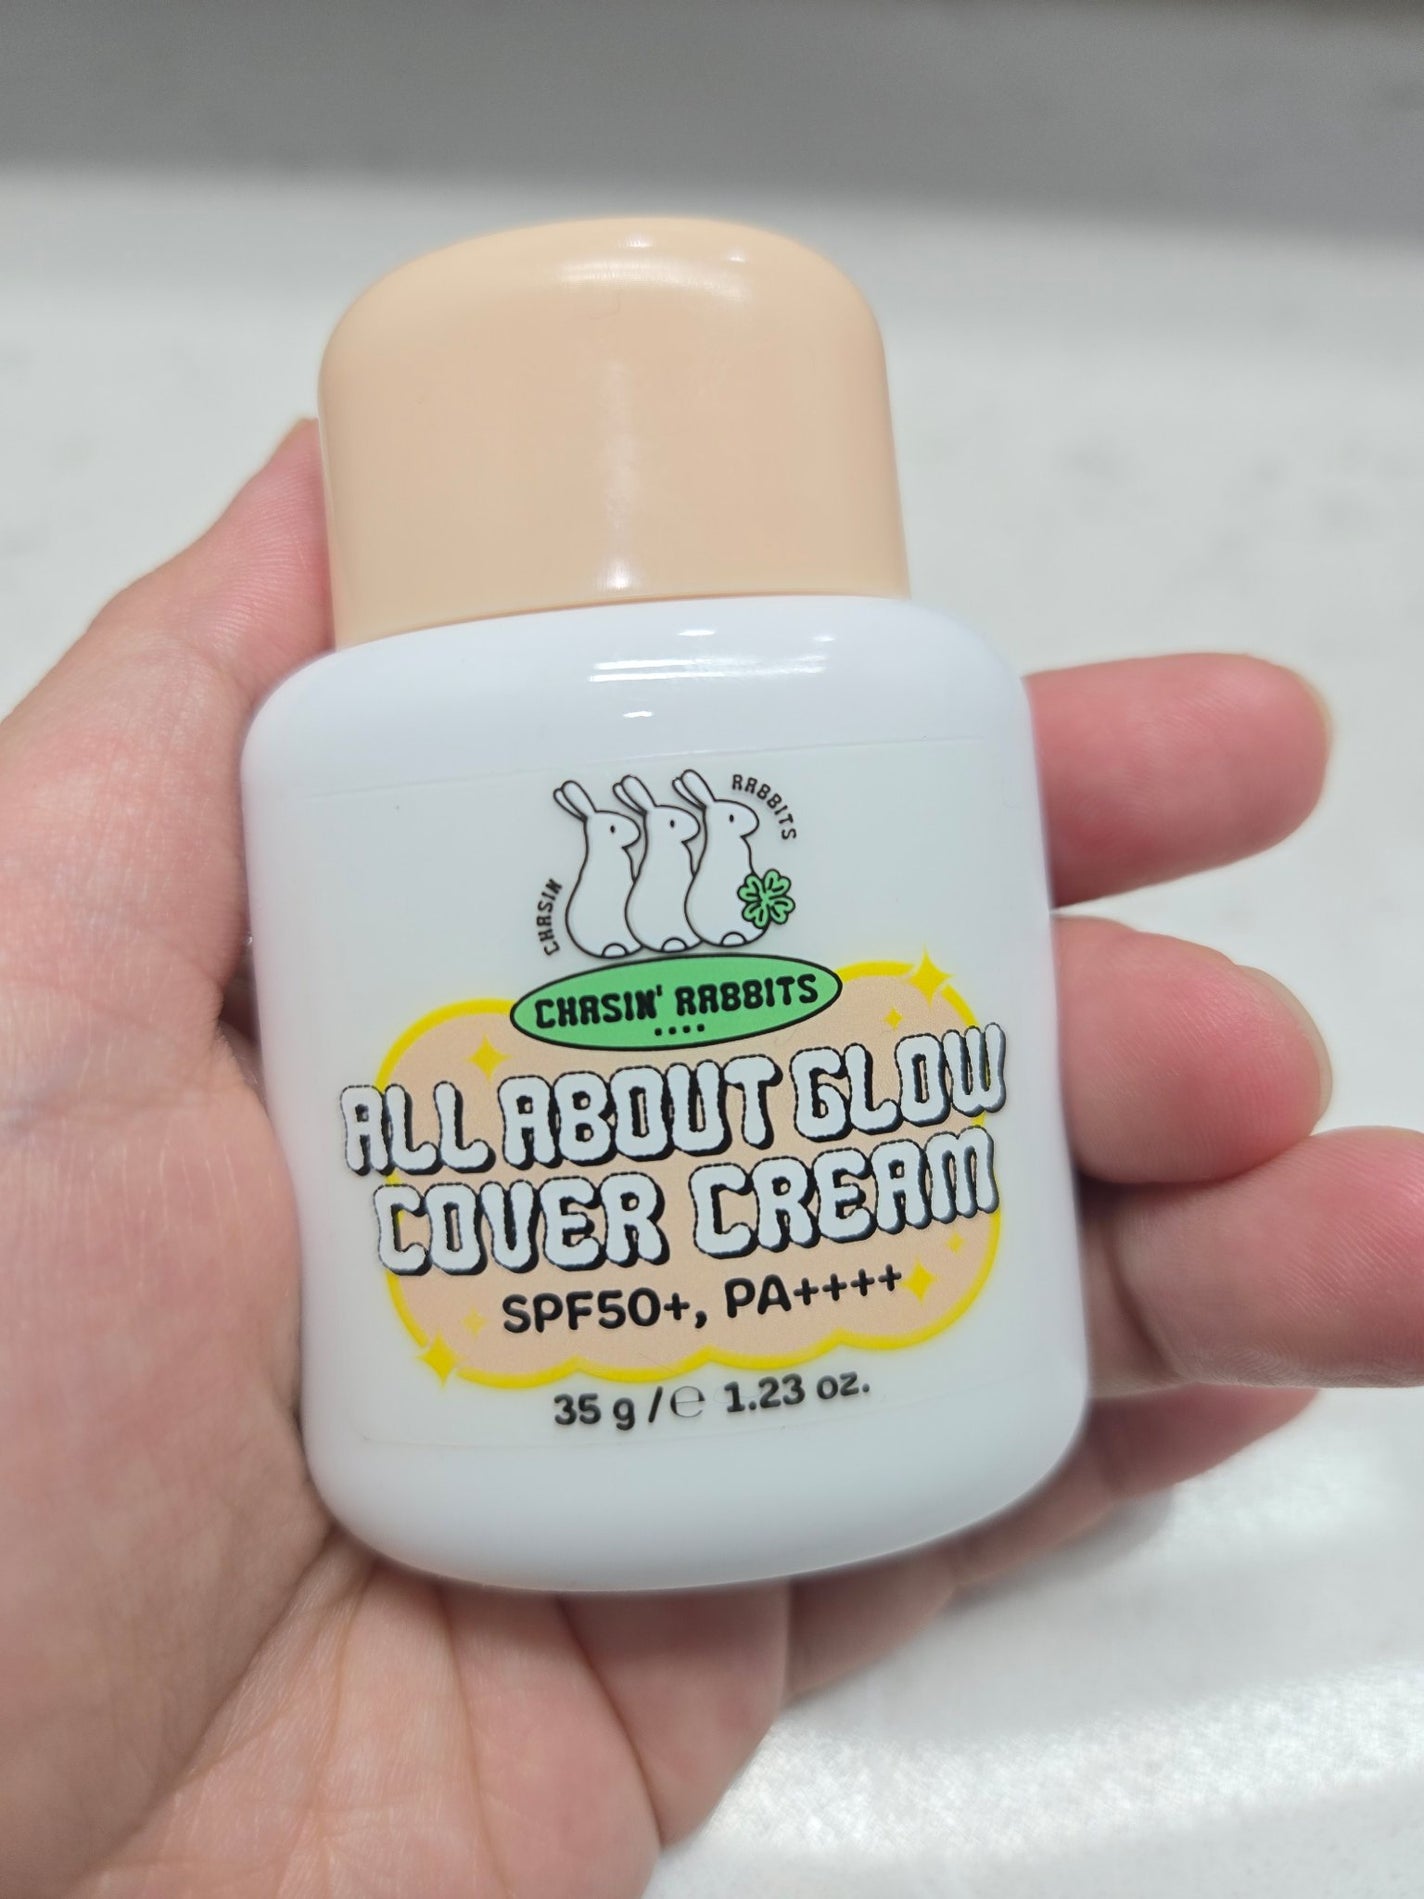 CHASIN
RABBITS
CHASIN' RABBITS
ALL ABOUT GLOW
COVER CREAM
SPF50+, PA++++
35 g / ℮ 1.23 oz.